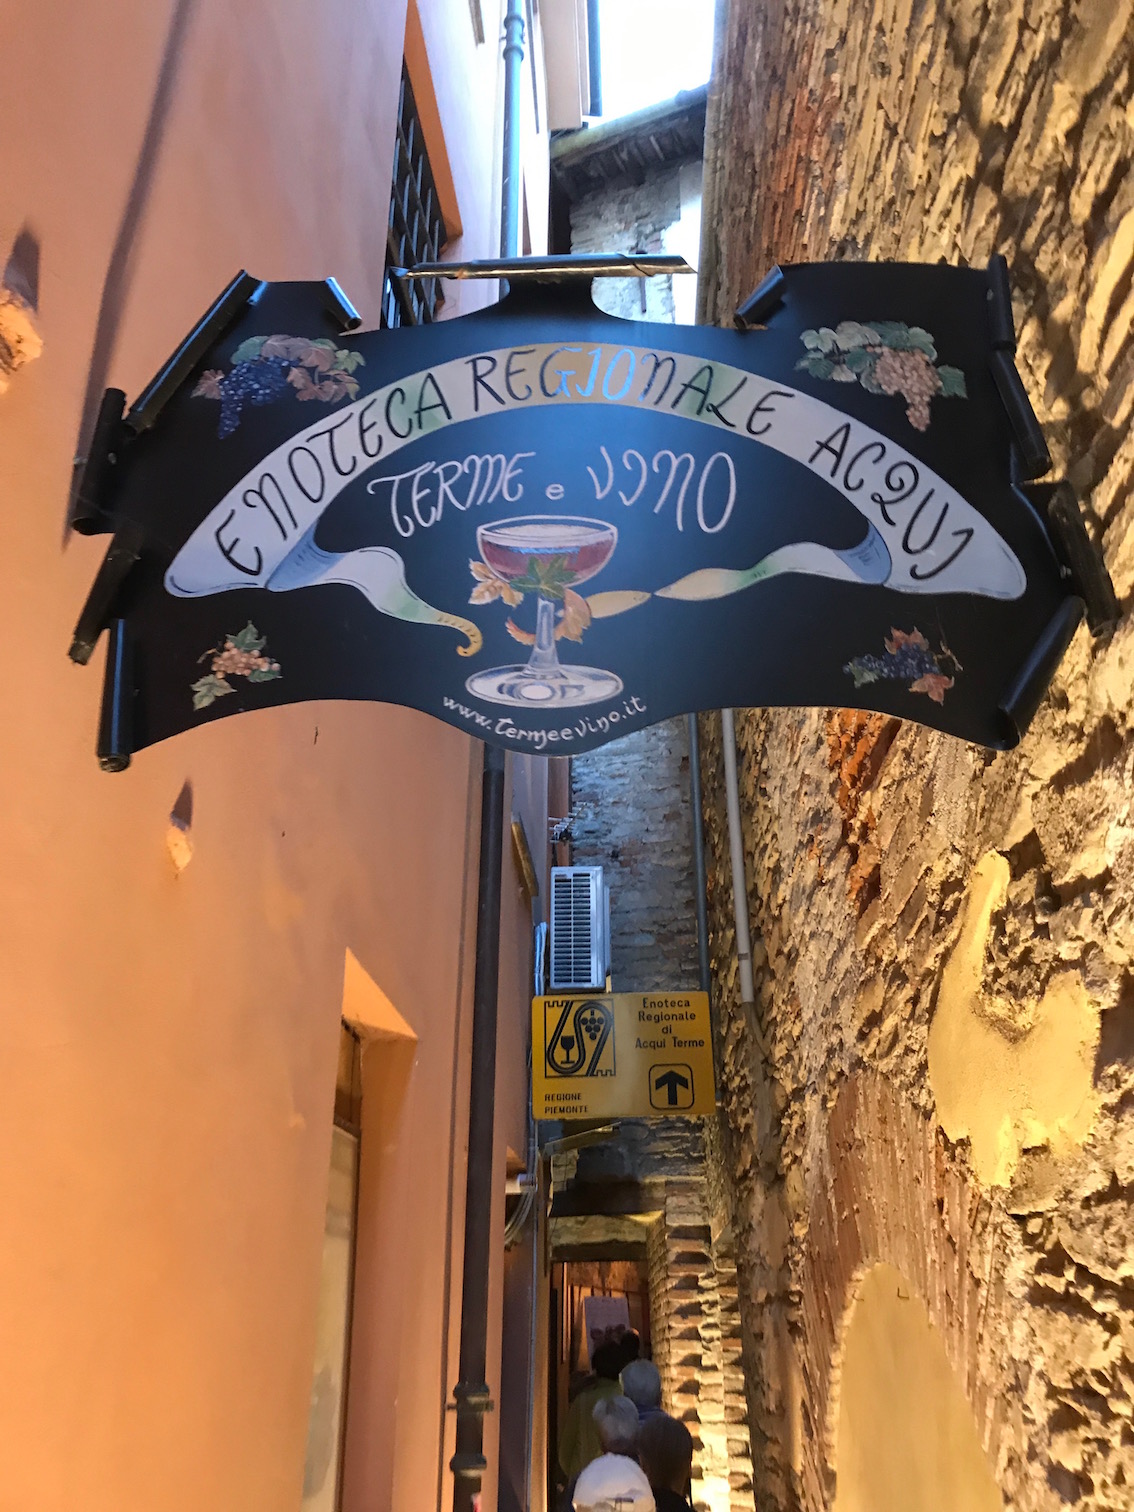 ENOTECA REGIONALE ACQUI
TERME e VINO
www.termeevino.it
Enoteca
Regionale
di
Acqui Terme
REGIONE
PIEMONTE